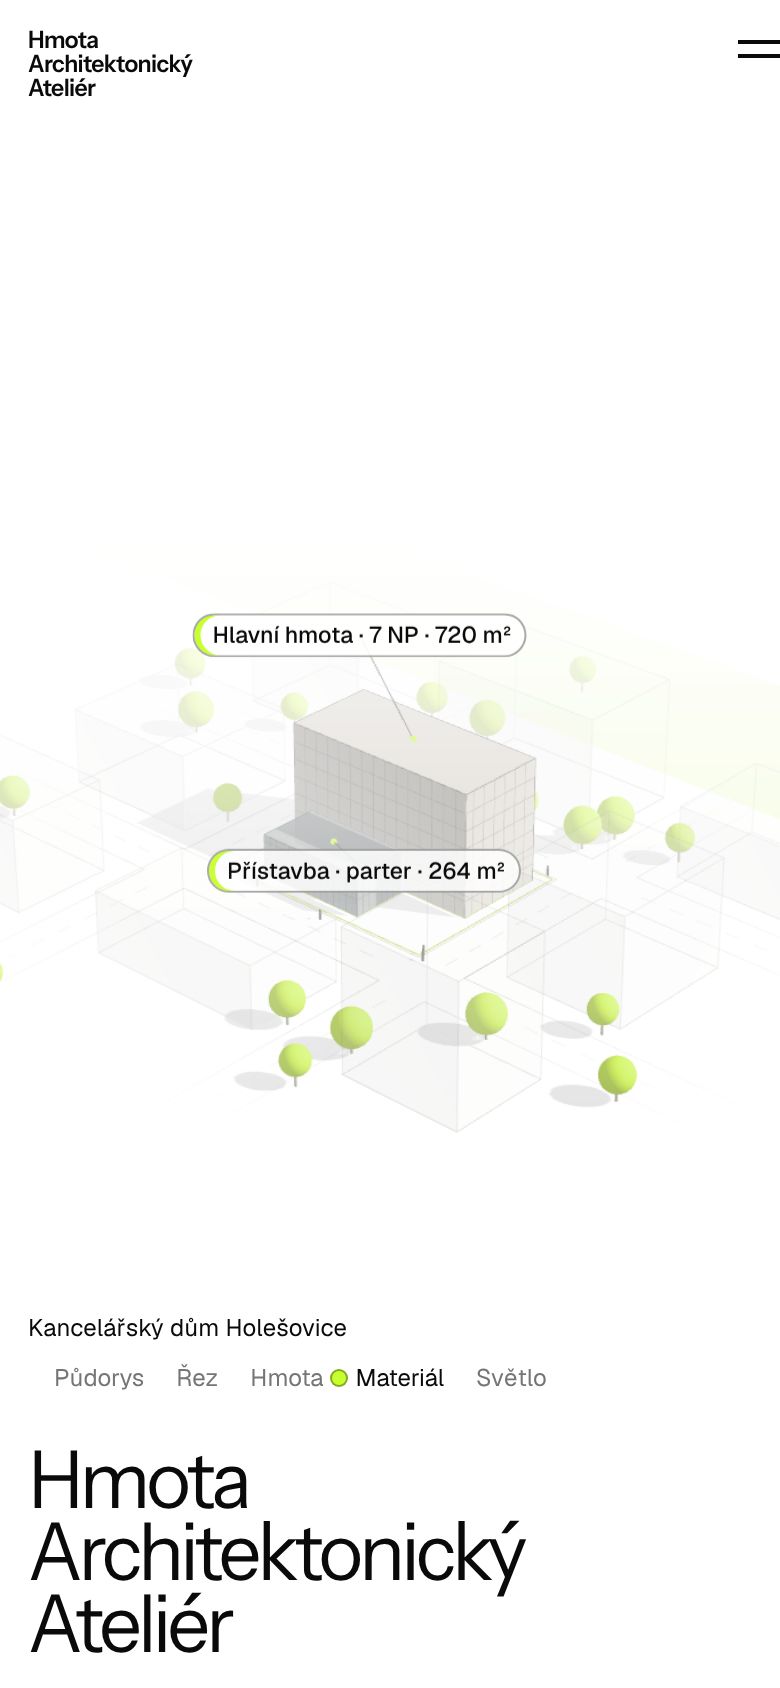 Hmota
Architektonický
Ateliér
Hlavní hmota · 7 NP · 720 m²
Přístavba · parter · 264 m²
Kancelářský dům Holešovice
Půdorys Řez Hmota Materiál Světlo
Hmota
Architektonický
Ateliér